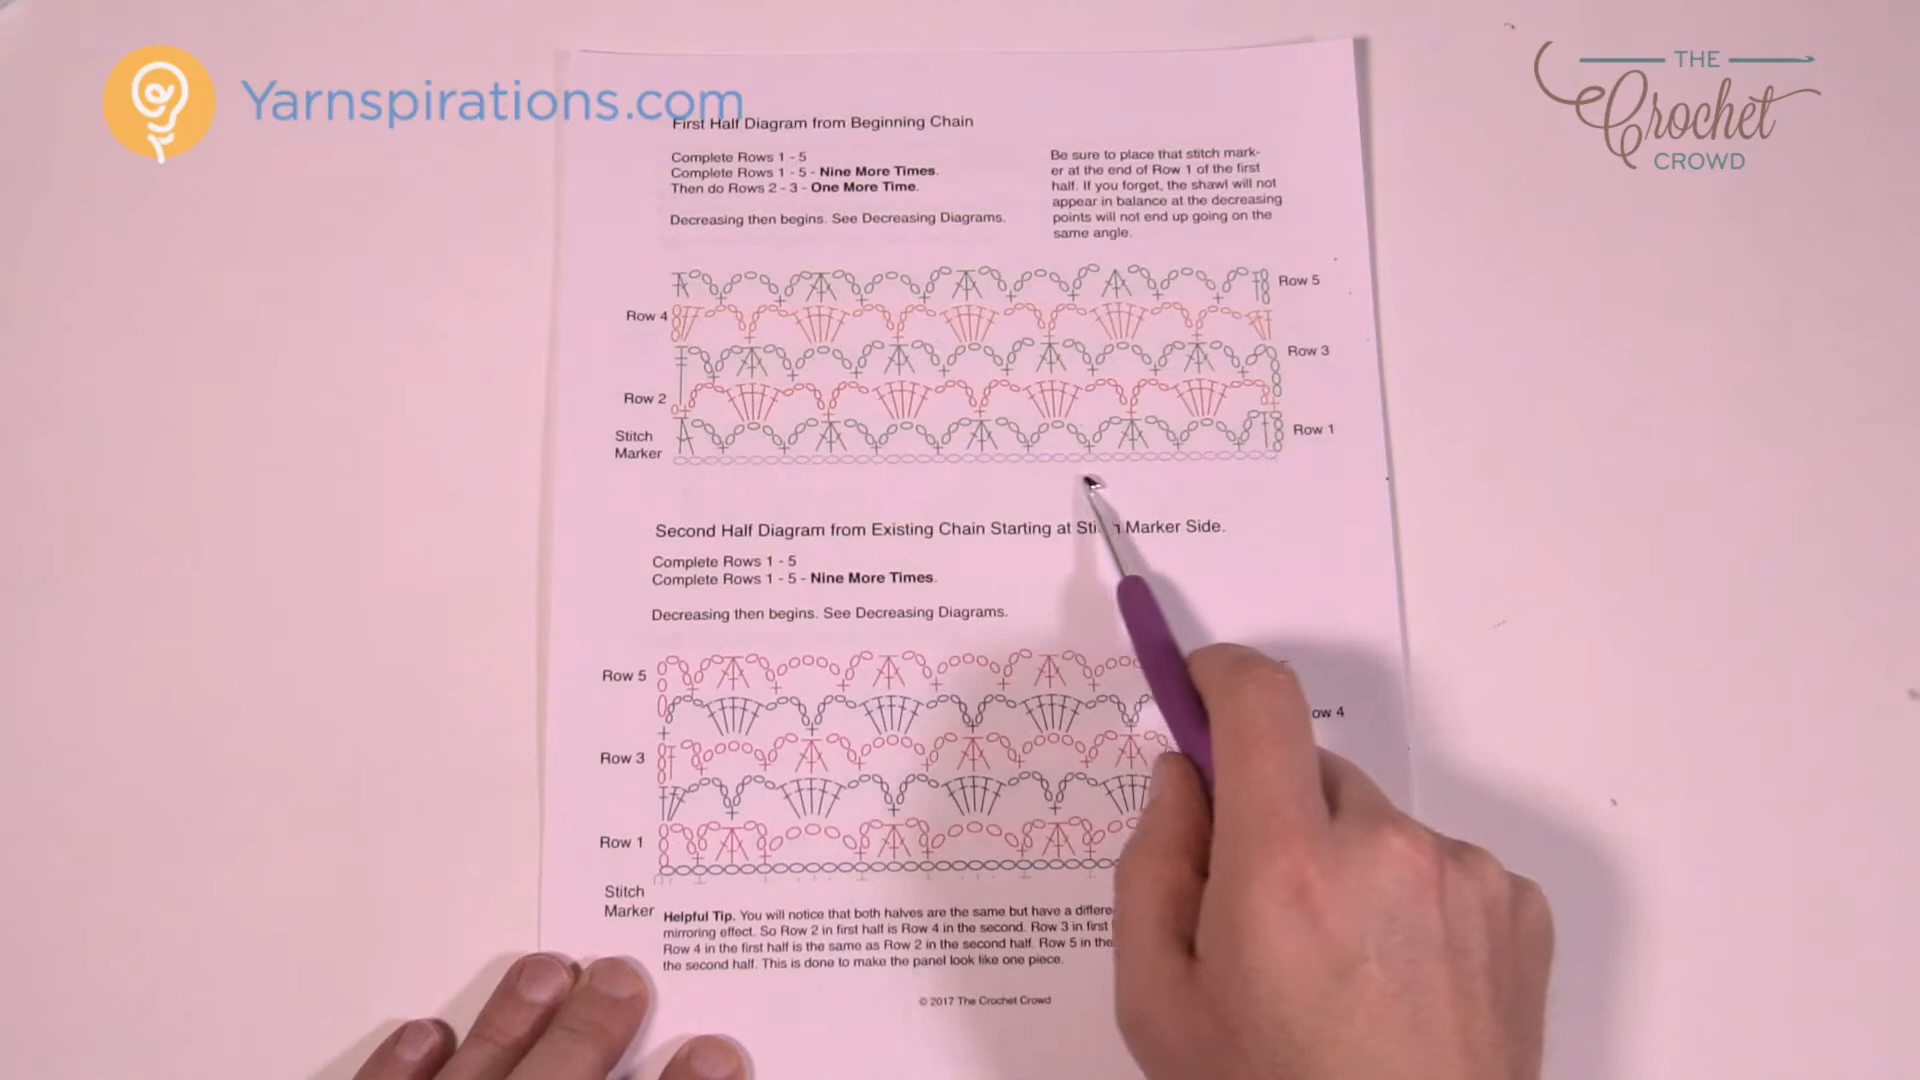 Yarnspirations.com
THE
Crochet
CROWD
First Half Diagram from Beginning Chain
Complete Rows 1 - 5
Complete Rows 1 - 5 - Nine More Times.
Then do Rows 2 - 3 - One More Time.
Decreasing then begins. See Decreasing Diagrams.
Be sure to place that stitch mark-
er at the end of Row 1 of the first
half. If you forget, the shawl will not
appear in balance at the decreasing
points will not end up going on the
same angle.
Row 5
Row 4
Row 3
Row 2
Row 1
Stitch
Marker
Second Half Diagram from Existing Chain Starting at Marker Side.
Complete Rows 1 - 5
Complete Rows 1 - 5 - Nine More Times.
Decreasing then begins. See Decreasing Diagrams.
Row 5
ow 4
Row 3
Row 1
Stitch
Marker
Helpful Tip. You will notice that both halves are the same but have a
mirroring effect. So Row 2 in first half is Row 4 in the second. Row 3 in first
Row 4 in the first half is the same as Row 2 in the second half. Row 5 in the
the second half. This is done to make the panel look like one piece.
© 2017 The Crochet Crowd